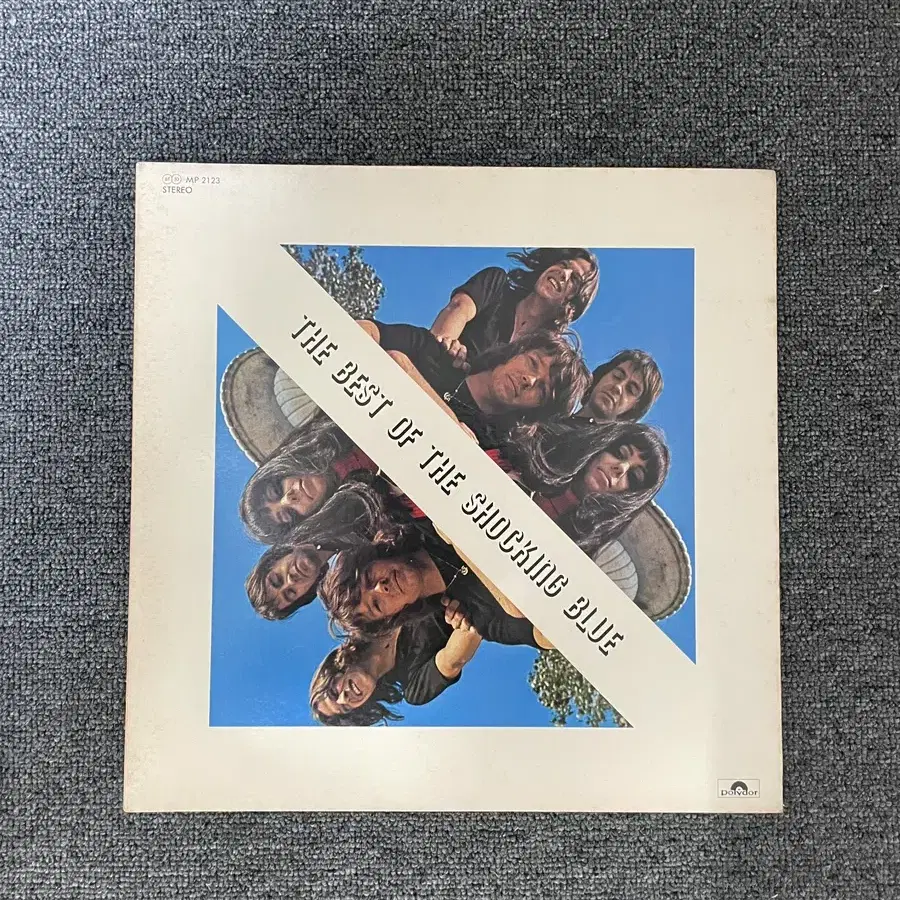 MP 2123
STEREO
THE BEST OF THE SHOCKING BLUE
polydor